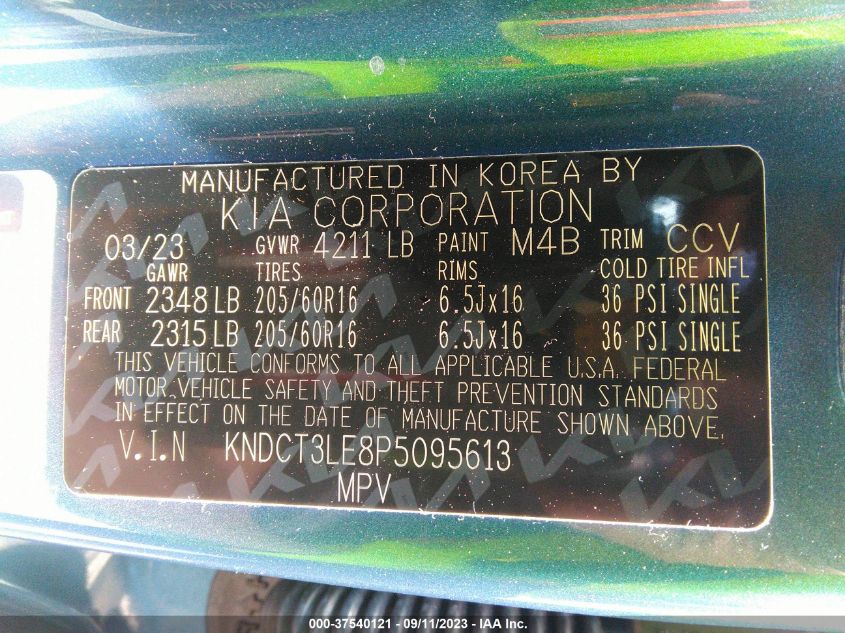 MANUFACTURED IN KOREA BY
KIA CORPORATION
03/23 GVWR 4211 LB PAINT M4B TRIM CCV
GAWR TIRES RIMS COLD TIRE INFL
FRONT 2348 LB 205/60R16 6.5Jx16 36 PSI SINGLE
REAR 2315 LB 205/60R16 6.5Jx16 36 PSI SINGLE
THIS VEHICLE CONFORMS TO ALL APPLICABLE U.S.A. FEDERAL
MOTOR VEHICLE SAFETY AND THEFT PREVENTION STANDARDS
IN EFFECT ON THE DATE OF MANUFACTURE SHOWN ABOVE.
V.I.N KNDCT3LE8P5095613
MPV
000-37540121 - 09/11/2023 - IAA Inc.